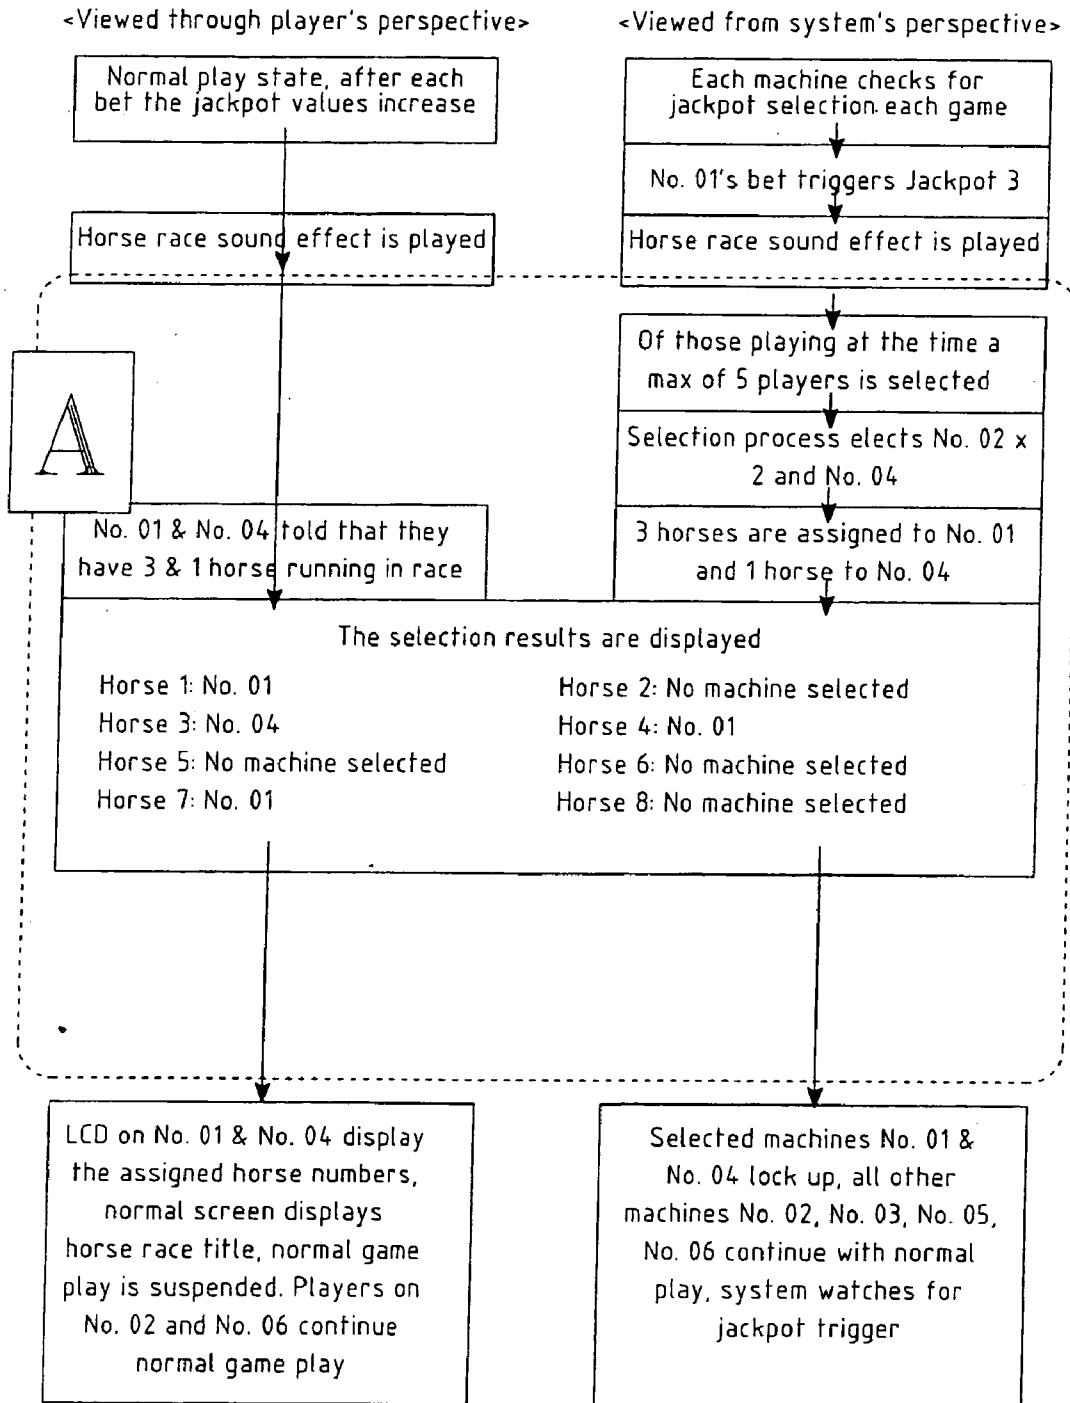 <Viewed through player's perspective>
Normal play state, after each
bet the jackpot values increase
Horse race sound effect is played
A
No. 01 & No. 04 told that they
have 3 & 1 horse running in race
<Viewed from system's perspective>
Each machine checks for
jackpot selection each game
No. 01's bet triggers Jackpot 3
Horse race sound effect is played
Of those playing at the time a
max of 5 players is selected
Selection process elects No. 02 x
2 and No. 04
3 horses are assigned to No. 01
and 1 horse to No. 04
The selection results are displayed
Horse 1: No. 01
Horse 2: No machine selected
Horse 3: No. 04
Horse 4: No. 01
Horse 5: No machine selected
Horse 6: No machine selected
Horse 7: No. 01
Horse 8: No machine selected
LCD on No. 01 & No. 04 display
the assigned horse numbers,
normal screen displays
horse race title, normal game
play is suspended. Players on
No. 02 and No. 06 continue
normal game play
Selected machines No. 01 &
No. 04 lock up, all other
machines No. 02, No. 03, No. 05,
No. 06 continue with normal
play, system watches for
jackpot trigger